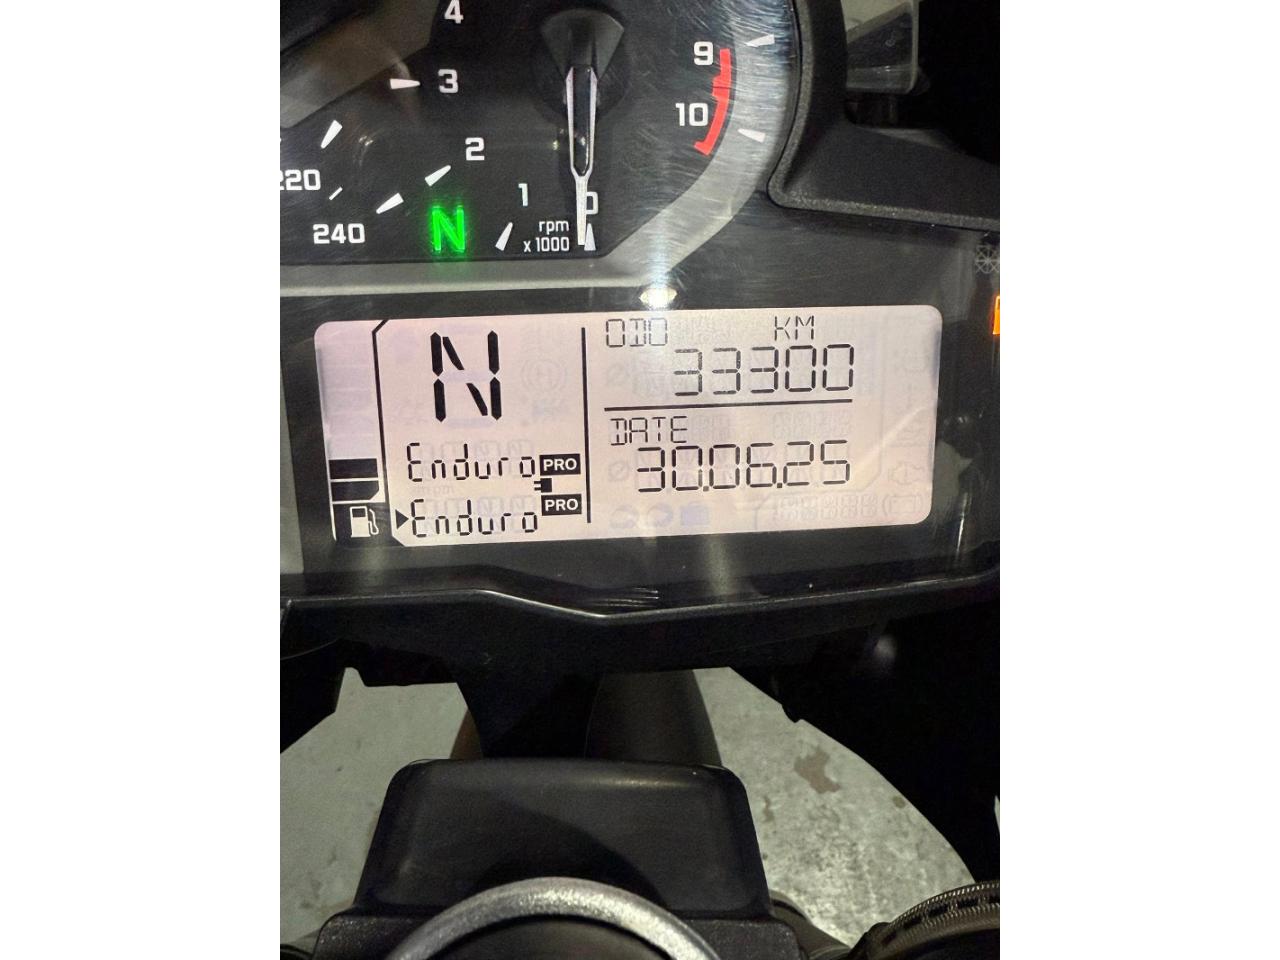 4
9
3
10
2
220
1
0
240
N
rpm
x 1000
ODO KM
N
33300
DATE
30.06.25
Enduro PRO
Enduro PRO